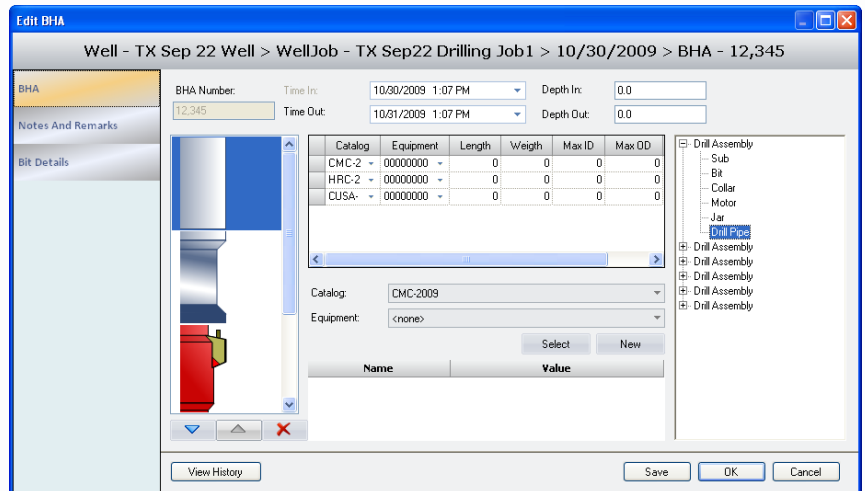 Edit BHA
Well - TX Sep 22 Well > WellJob - TX Sep22 Drilling Job1 > 10/30/2009 > BHA - 12,345
BHA
Notes And Remarks
Bit Details
BHA Number: Time In: 10/30/2009 1:07 PM Depth In: 0.0
12,345 Time Out: 10/31/2009 1:07 PM Depth Out: 0.0
Catalog Equipment Length Weigth Max ID Max OD
CMC-2 00000000 0 0 0 0
HRC-2 00000000 0 0 0 0
CUSA- 00000000 0 0 0 0
Catalog: CMC-2009
Equipment: <none>
Select New
Name Value
Drill Assembly
Sub
Bit
Collar
Motor
Jar
Drill Pipe
Drill Assembly
Drill Assembly
Drill Assembly
Drill Assembly
Drill Assembly
View History Save OK Cancel